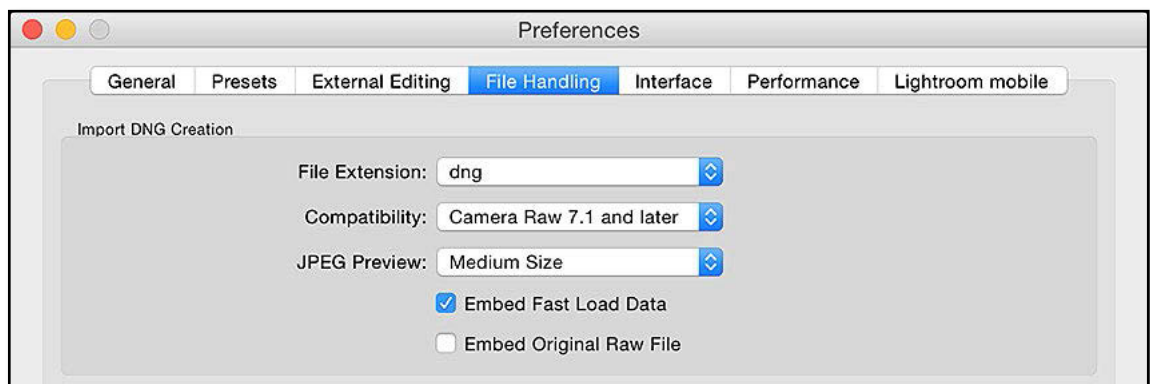 Preferences
General Presets External Editing File Handling Interface Performance Lightroom mobile
Import DNG Creation
File Extension: dng
Compatibility: Camera Raw 7.1 and later
JPEG Preview: Medium Size
Embed Fast Load Data
Embed Original Raw File